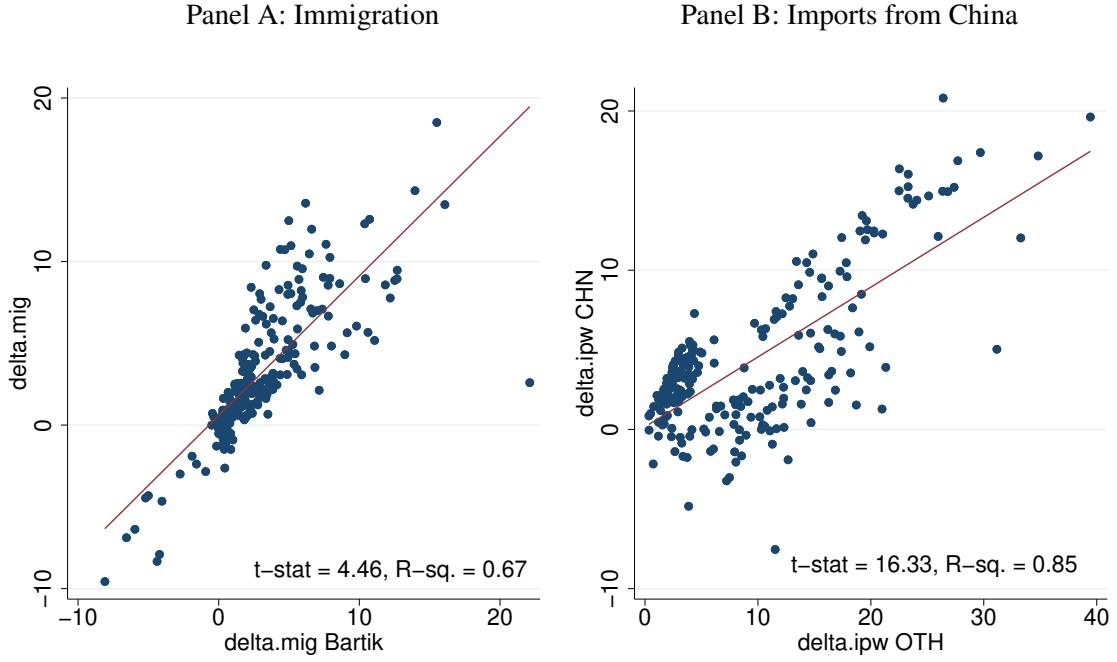 Panel A: Immigration
20
10
0
−10
delta.mig
t−stat = 4.46, R−sq. = 0.67
−10
0
10
20
delta.mig Bartik
Panel B: Imports from China
20
10
0
−10
delta.ipw CHN
t−stat = 16.33, R−sq. = 0.85
0
10
20
30
40
delta.ipw OTH